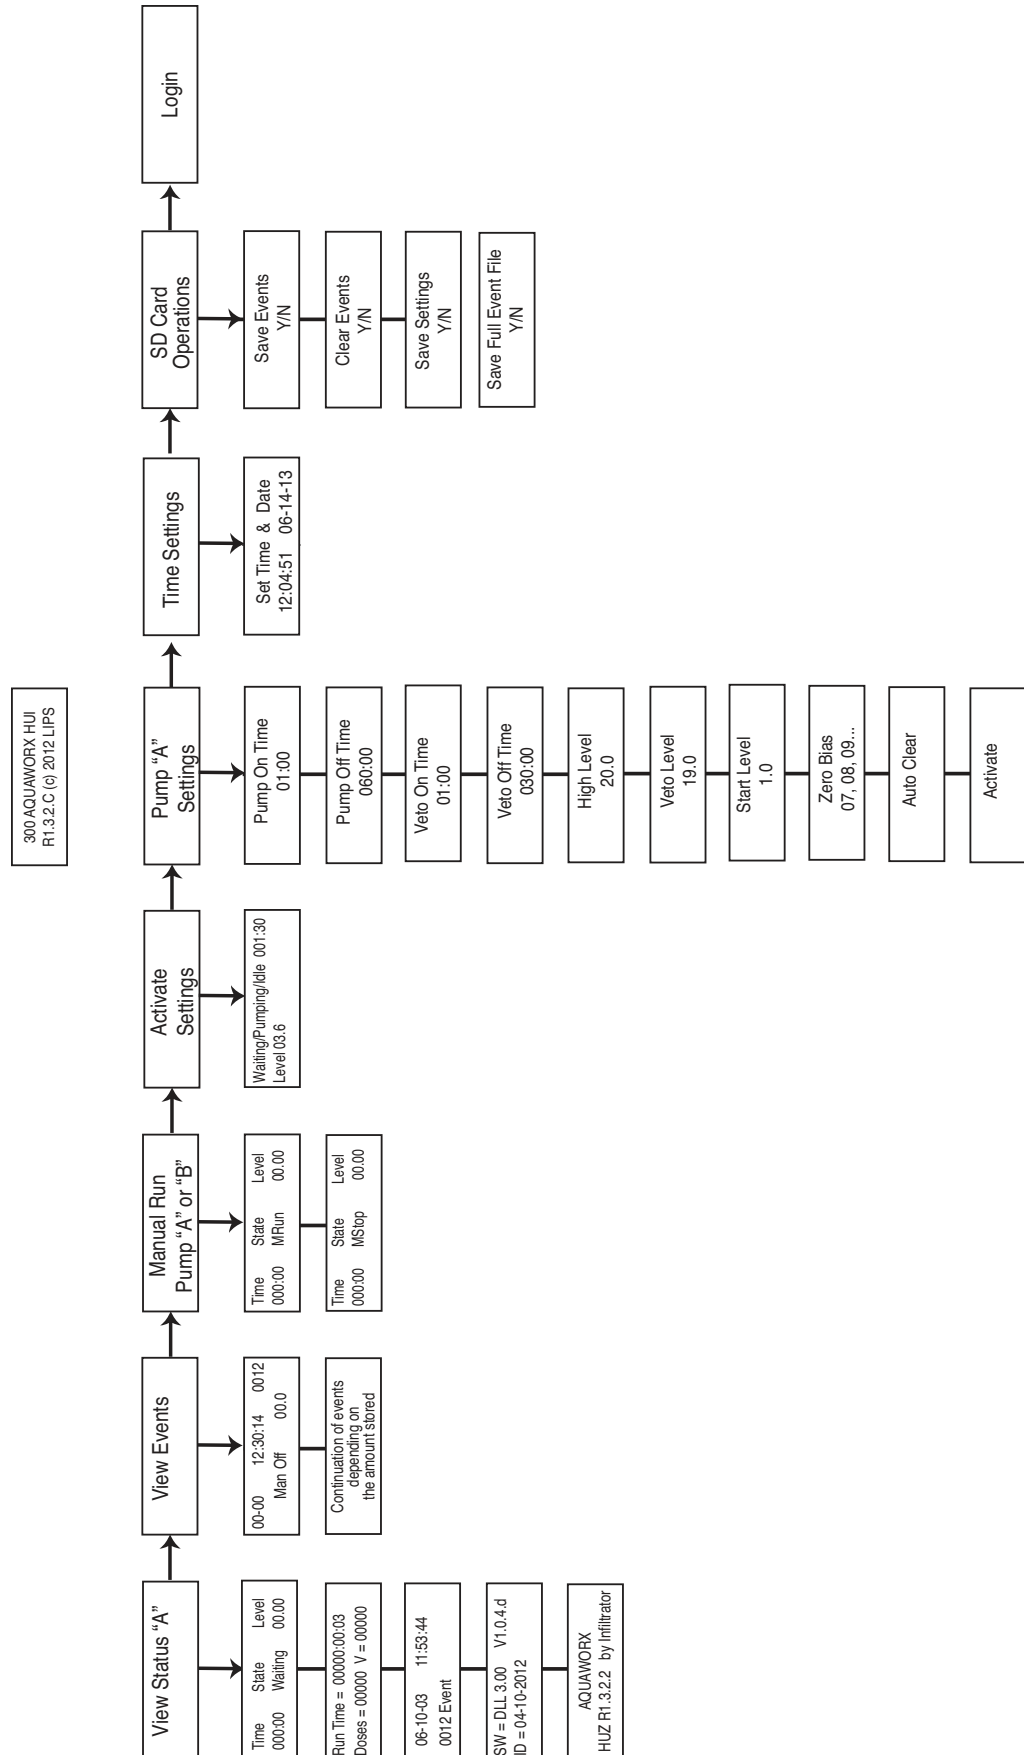 300 AQUAWORX HUI
R1.3.2.C (c) 2012 LIPS
View Status “A”
Time State Level
000:00 Waiting 00.00
Run Time = 00000:00:03
Doses = 00000 V = 00000
06-10-03 11:53:44
0012 Event
SW = DLL 3.00 V1.0.4.d
ID = 04-10-2012
AQUAWORX
HUZ R1.3.2.2 by Infiltrator
View Events
00-00 12:30:14 0012
Man Off 00.0
Continuation of events
depending on
the amount stored
Manual Run
Pump “A” or “B”
Time State Level
000:00 MRun 00.00
Time State Level
000:00 MStop 00.00
Activate
Settings
Waiting/Pumping/Idle 001:30
Level 03.6
Pump “A”
Settings
Pump On Time
01:00
Pump Off Time
060:00
Veto On Time
01:00
Veto Off Time
030:00
High Level
20.0
Veto Level
19.0
Start Level
1.0
Zero Bias
07, 08, 09...
Auto Clear
Activate
Time Settings
Set Time & Date
12:04:51 06-14-13
SD Card
Operations
Save Events
Y/N
Clear Events
Y/N
Save Settings
Y/N
Save Full Event File
Y/N
Login